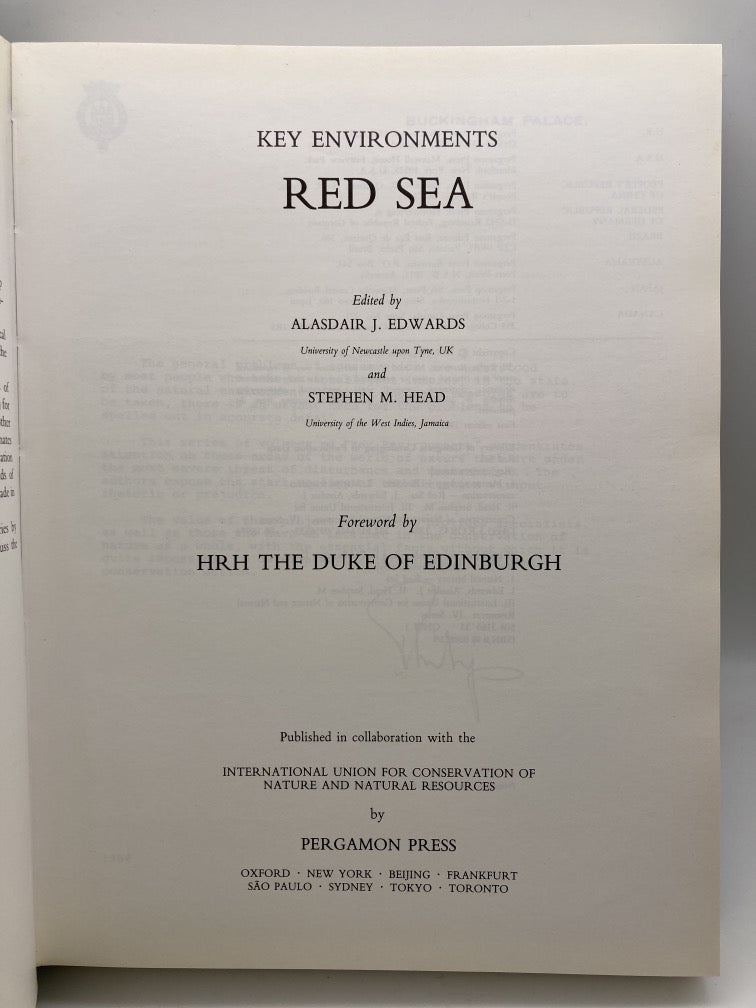 KEY ENVIRONMENTS
RED SEA
Edited by
ALASDAIR J. EDWARDS
University of Newcastle upon Tyne, UK
and
STEPHEN M. HEAD
University of the West Indies, Jamaica
Foreword by
HRH THE DUKE OF EDINBURGH
Published in collaboration with the
INTERNATIONAL UNION FOR CONSERVATION OF
NATURE AND NATURAL RESOURCES
by
PERGAMON PRESS
OXFORD · NEW YORK · BEIJING · FRANKFURT
SÃO PAULO · SYDNEY · TOKYO · TORONTO